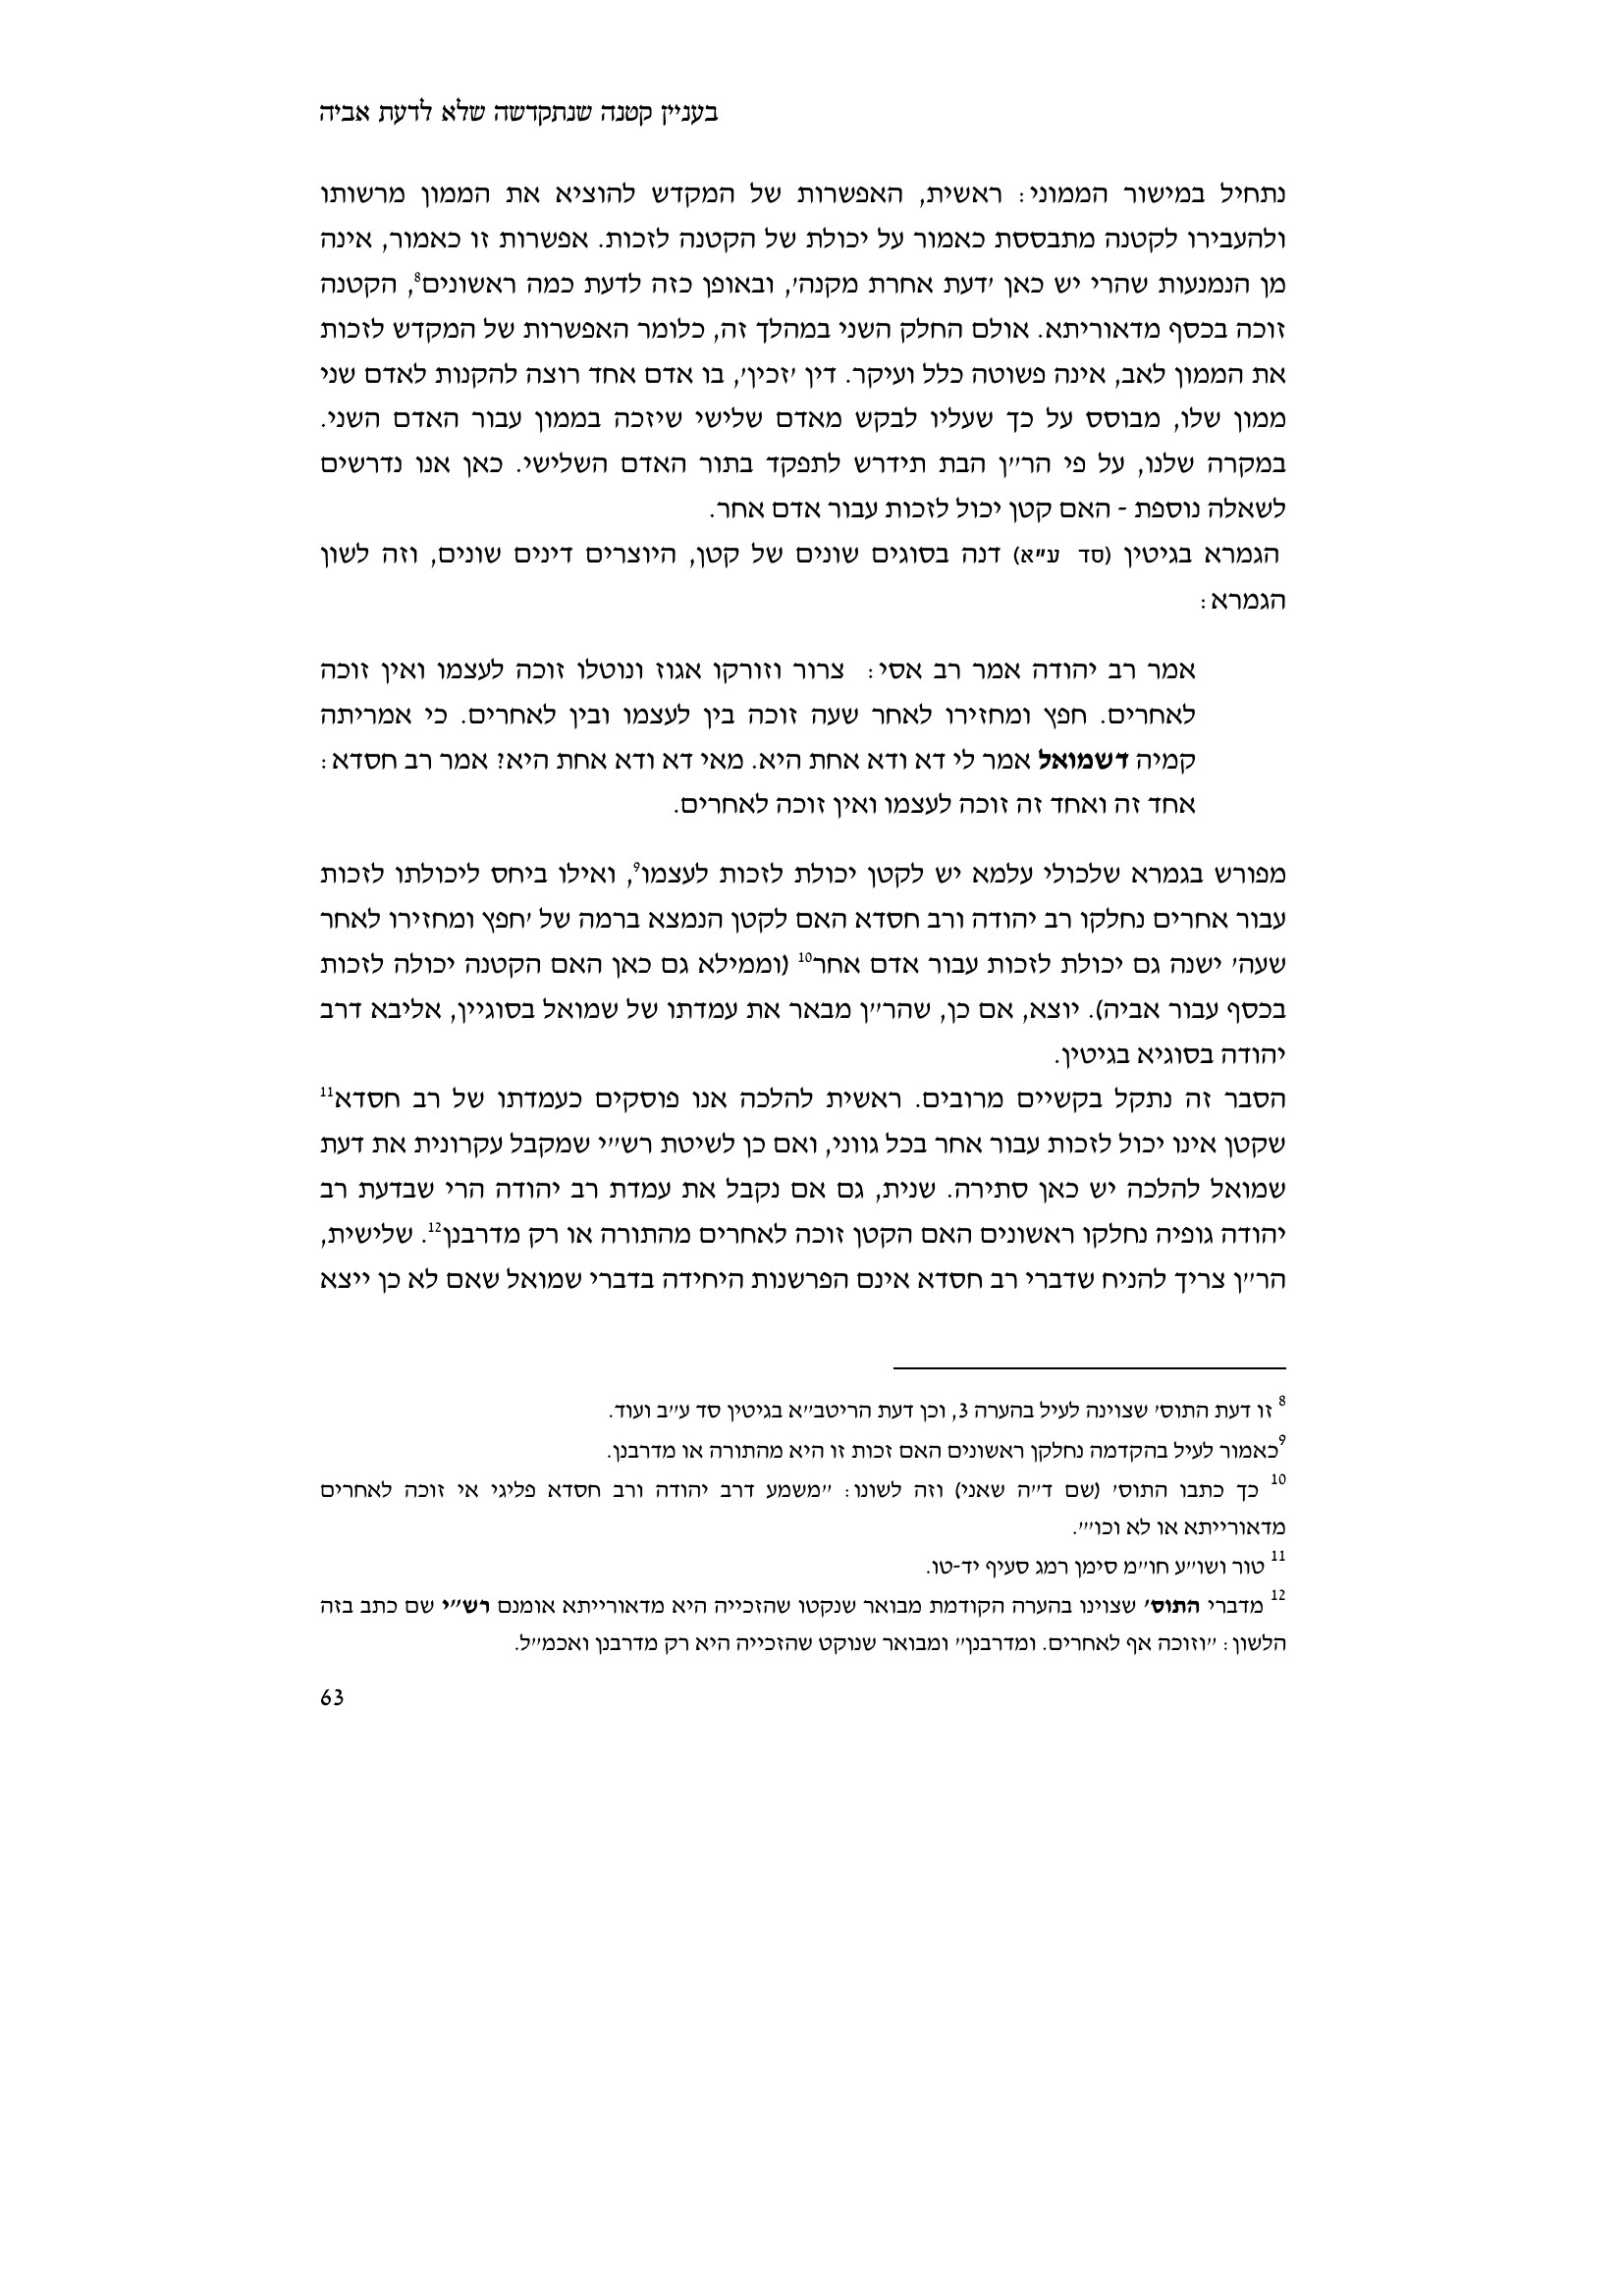 בעניין קטנה שנתקדשה שלא לדעת אביה
נתחיל במישור הממוני: ראשית, האפשרות של המקדש להוציא את הממון מרשותו
ולהעבירו לקטנה מתבססת כאמור על יכולת של הקטנה לזכות. אפשרות זו כאמור, אינה
מן הנמנעות שהרי יש כאן 'דעת אחרת מקנה', ובאופן כזה לדעת כמה ראשונים8, הקטנה
זוכה בכסף מדאוריתא. אולם החלק השני במהלך זה, כלומר האפשרות של המקדש לזכות
את הממון לאב, אינה פשוטה כלל ועיקר. דין 'זכין', בו אדם אחד רוצה להקנות לאדם שני
ממון שלו, מבוסס על כך שעליו לבקש מאדם שלישי שיזכה בממון עבור האדם השני.
במקרה שלנו, על פי הר"ן הבת תידרש לתפקד בתור האדם השלישי. כאן אנו נדרשים
לשאלה נוספת - האם קטן יכול לזכות עבור אדם אחר.
הגמרא בגיטין (סד ע"א) דנה בסוגים שונים של קטן, היוצרים דינים שונים, וזה לשון
הגמרא:
אמר רב יהודה אמר רב אסי: צרור וזורקו אגוז ונוטלו זוכה לעצמו ואין זוכה
לאחרים. חפץ ומחזירו לאחר שעה זוכה בין לעצמו ובין לאחרים. כי אמריתה
קמיה דשמואל אמר לי דא ודא אחת היא. מאי דא ודא אחת היא? אמר רב חסדא:
אחד זה ואחד זה זוכה לעצמו ואין זוכה לאחרים.
מפורש בגמרא שלכולי עלמא יש לקטן יכולת לזכות לעצמו9, ואילו ביחס ליכולתו לזכות
עבור אחרים נחלקו רב יהודה ורב חסדא האם לקטן הנמצא ברמה של 'חפץ ומחזירו לאחר
שעה' ישנה גם יכולת לזכות עבור אדם אחר10 (וממילא גם כאן האם הקטנה יכולה לזכות
בכסף עבור אביה). יוצא, אם כן, שהר"ן מבאר את עמדתו של שמואל בסוגיין, אליבא דרב
יהודה בסוגיא בגיטין.
הסבר זה נתקל בקשיים מרובים. ראשית להלכה אנו פוסקים כעמדתו של רב חסדא11
שקטן אינו יכול לזכות עבור אחר בכל גווני, ואם כן לשיטת רש"י שמקבל עקרונית את דעת
שמואל להלכה יש כאן סתירה. שנית, גם אם נקבל את עמדת רב יהודה הרי שבדעת רב
יהודה גופיה נחלקו ראשונים האם הקטן זוכה לאחרים מהתורה או רק מדרבנן12. שלישית,
הר"ן צריך להניח שדברי רב חסדא אינם הפרשנות היחידה בדברי שמואל שאם לא כן ייצא
8 זו דעת התוס' שצוינה לעיל בהערה 3, וכן דעת הריטב"א בגיטין סד ע"ב ועוד.
9כאמור לעיל בהקדמה נחלקן ראשונים האם זכות זו היא מהתורה או מדרבנן.
10 כך כתבו התוס' (שם ד"ה שאני) וזה לשונו: "משמע דרב יהודה ורב חסדא פליגי אי זוכה לאחרים
מדאורייתא או לא וכו'".
11 טור ושו"ע חו"מ סימן רמג סעיף יד-טו.
12 מדברי התוס' שצוינו בהערה הקודמת מבואר שנקטו שהזכייה היא מדאורייתא אומנם רש"י שם כתב בזה
הלשון: "וזוכה אף לאחרים. ומדרבנן" ומבואר שנוקט שהזכייה היא רק מדרבנן ואכמ"ל.
63